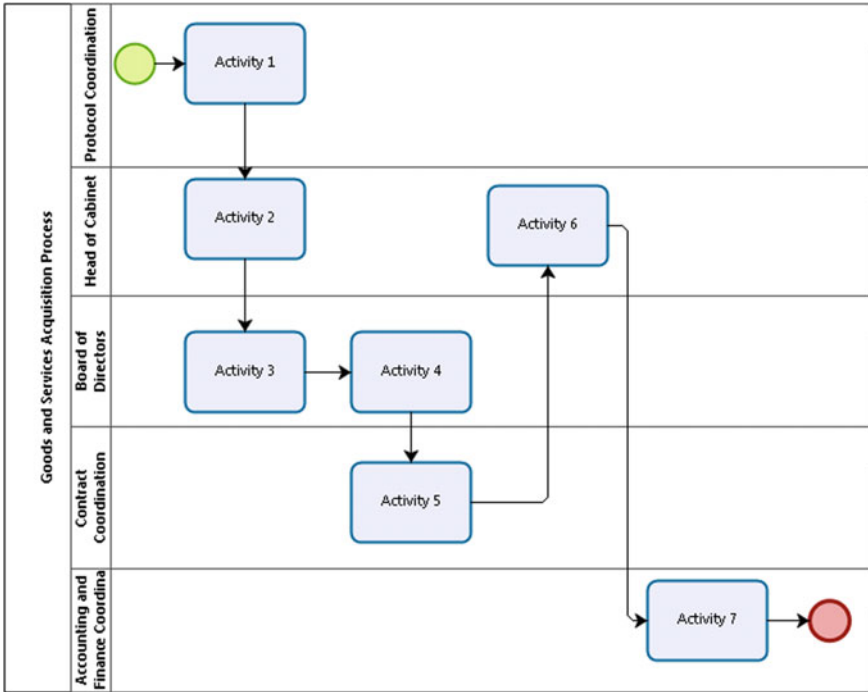 Goods and Services Acquisition Process
Protocol Coordination
Activity 1
Head of Cabinet
Activity 2
Activity 6
Board of
Directors
Activity 3
Activity 4
Contract
Coordination
Activity 5
Accounting and
Finance Coordina
Activity 7